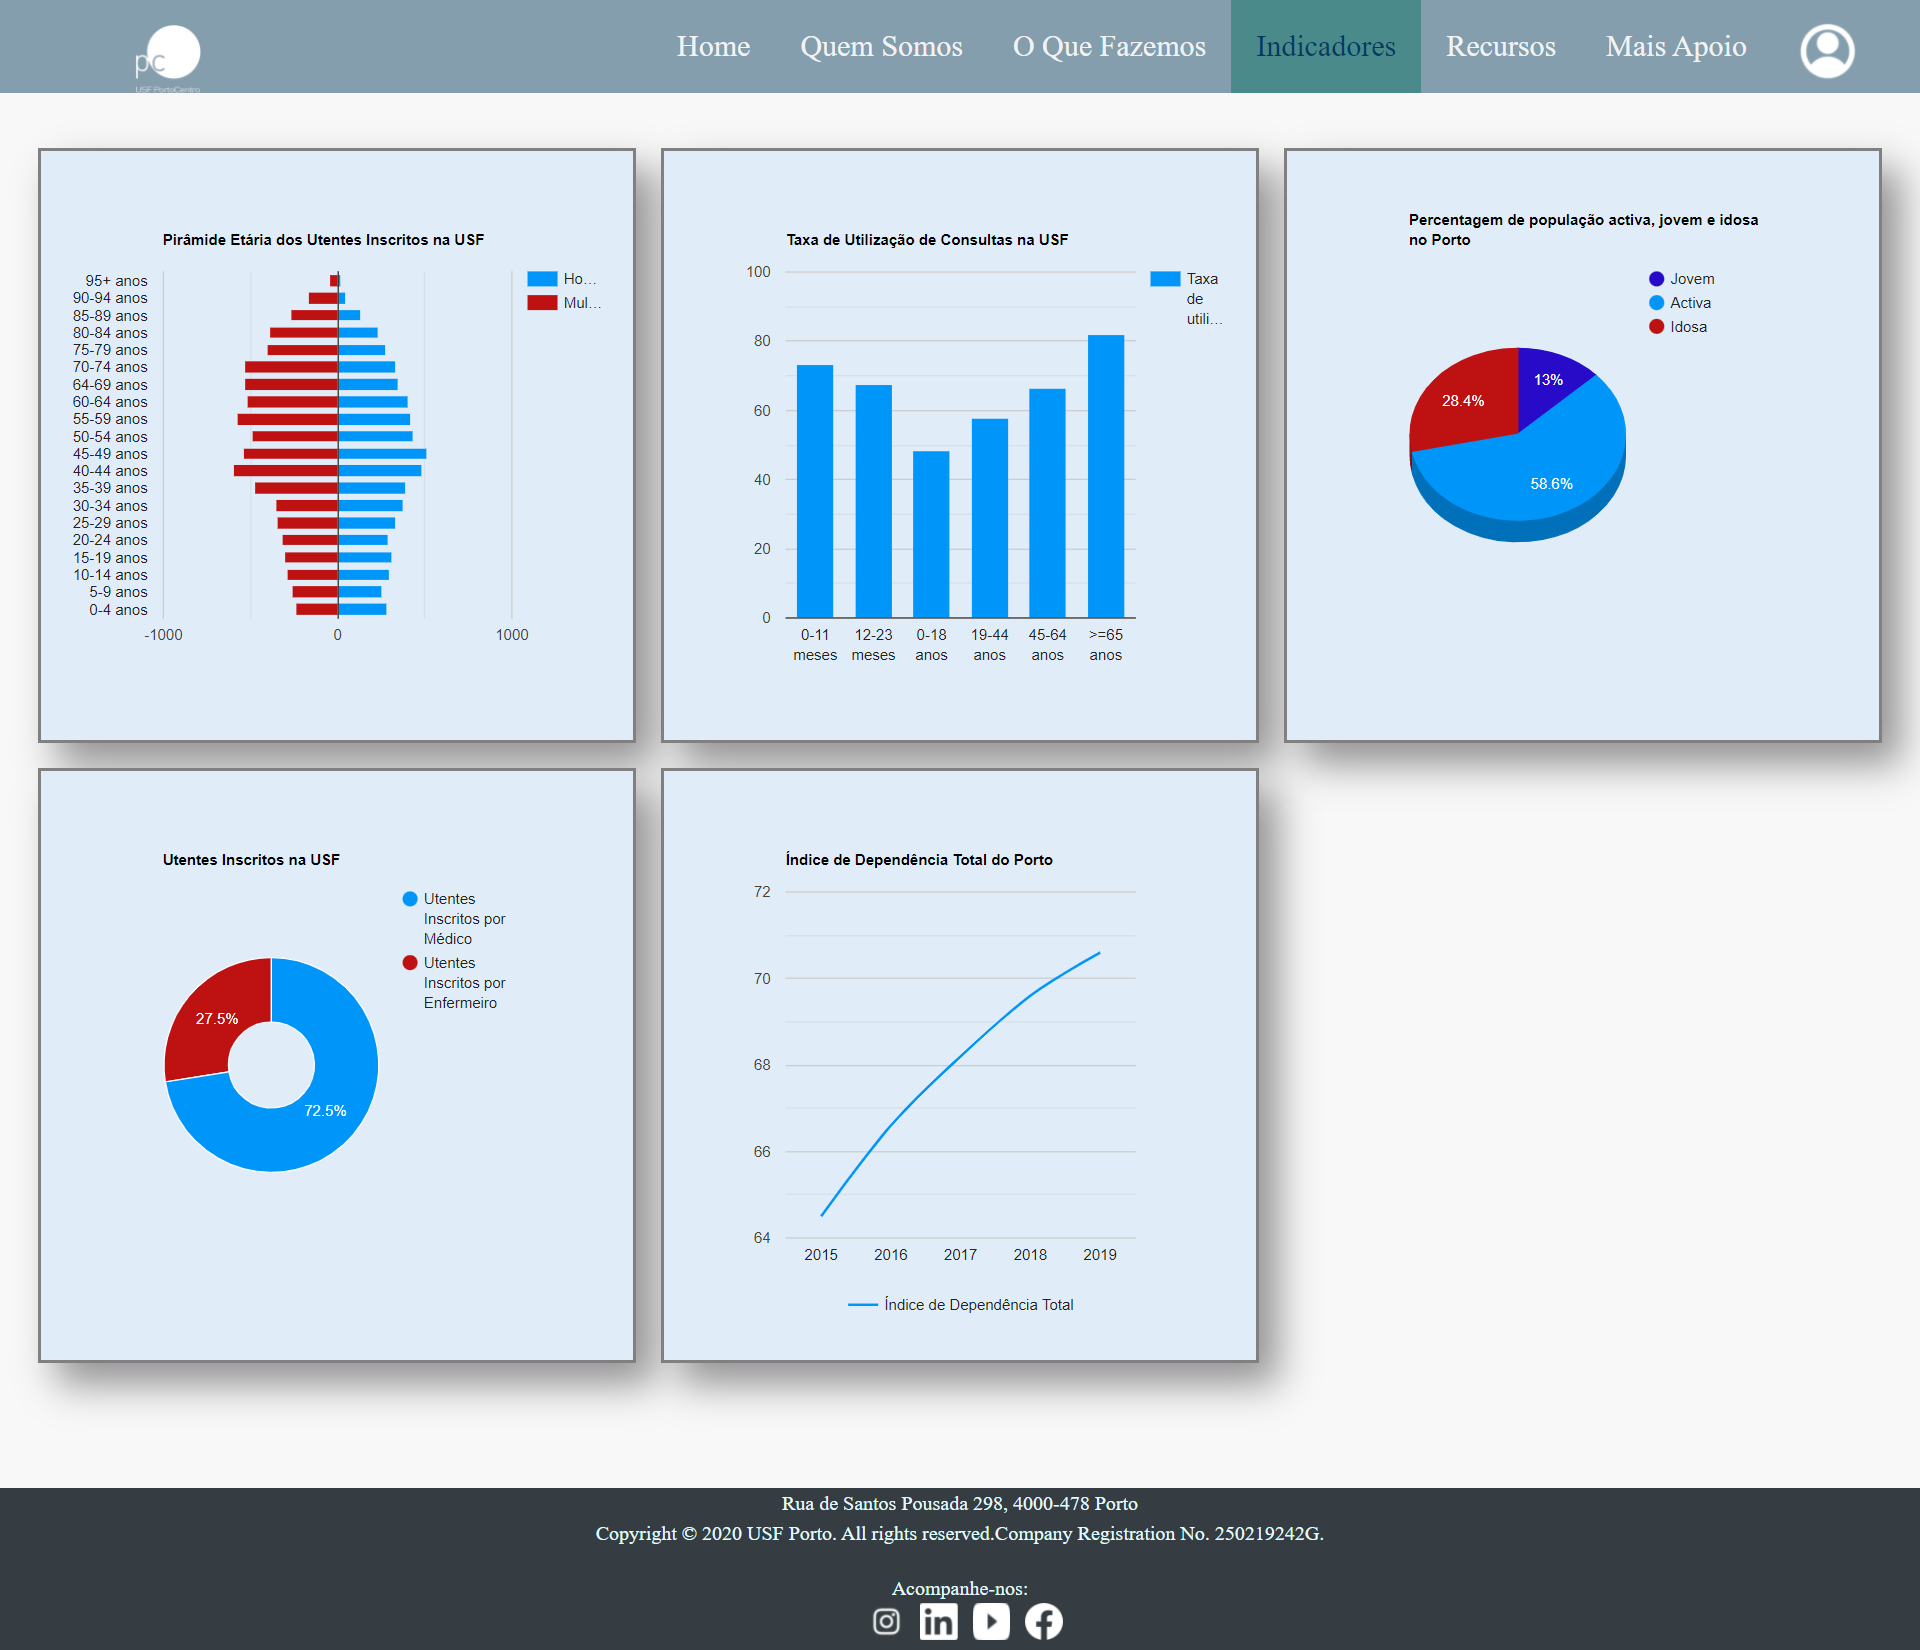 pc
USF PortoCentro
Home
Quem Somos
O Que Fazemos
Indicadores
Recursos
Mais Apoio
Pirâmide Etária dos Utentes Inscritos na USF
95+ anos
90-94 anos
85-89 anos
80-84 anos
75-79 anos
70-74 anos
64-69 anos
60-64 anos
55-59 anos
50-54 anos
45-49 anos
40-44 anos
35-39 anos
30-34 anos
25-29 anos
20-24 anos
15-19 anos
10-14 anos
5-9 anos
0-4 anos
-1000
0
1000
Ho...
Mul...
Taxa de Utilização de Consultas na USF
100
80
60
40
20
0
0-11
meses
12-23
meses
0-18
anos
19-44
anos
45-64
anos
>=65
anos
Taxa
de
utili...
Percentagem de população activa, jovem e idosa
no Porto
Jovem
Activa
Idosa
13%
28.4%
58.6%
Utentes Inscritos na USF
Utentes
Inscritos por
Médico
Utentes
Inscritos por
Enfermeiro
27.5%
72.5%
Índice de Dependência Total do Porto
72
70
68
66
64
2015
2016
2017
2018
2019
Índice de Dependência Total
Rua de Santos Pousada 298, 4000-478 Porto
Copyright © 2020 USF Porto. All rights reserved.Company Registration No. 250219242G.
Acompanhe-nos:
in